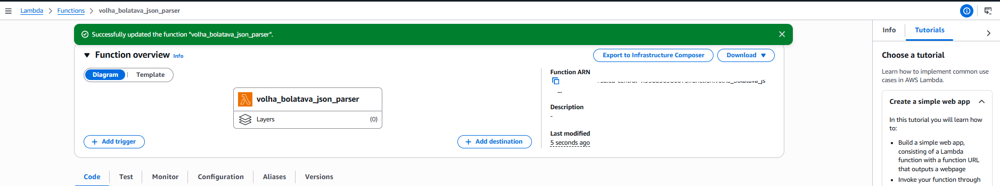 Lambda > Functions > volha_bolatava_json_parser
Successfully updated the function "volha_bolatava_json_parser".
Function overview Info
Export to Infrastructure Composer
Download
Diagram | Template
volha_bolatava_json_parser
Layers (0)
+ Add trigger
+ Add destination
Function ARN
Description
-
Last modified
5 seconds ago
Code
Test
Monitor
Configuration
Aliases
Versions
Info
Tutorials
Choose a tutorial
Learn how to implement common use
cases in AWS Lambda.
Create a simple web app
In this tutorial you will learn how
to:
• Build a simple web app,
consisting of a Lambda
function with a function URL
that outputs a webpage
• Invoke your function through